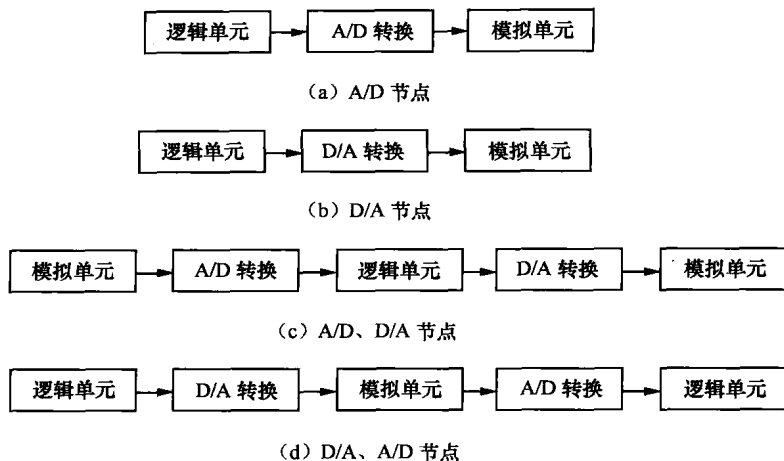 逻辑单元 A/D 转换 模拟单元
(a) A/D 节点
逻辑单元 D/A 转换 模拟单元
(b) D/A 节点
模拟单元 A/D 转换 逻辑单元 D/A 转换 模拟单元
(c) A/D、D/A 节点
逻辑单元 D/A 转换 模拟单元 A/D 转换 逻辑单元
(d) D/A、A/D 节点